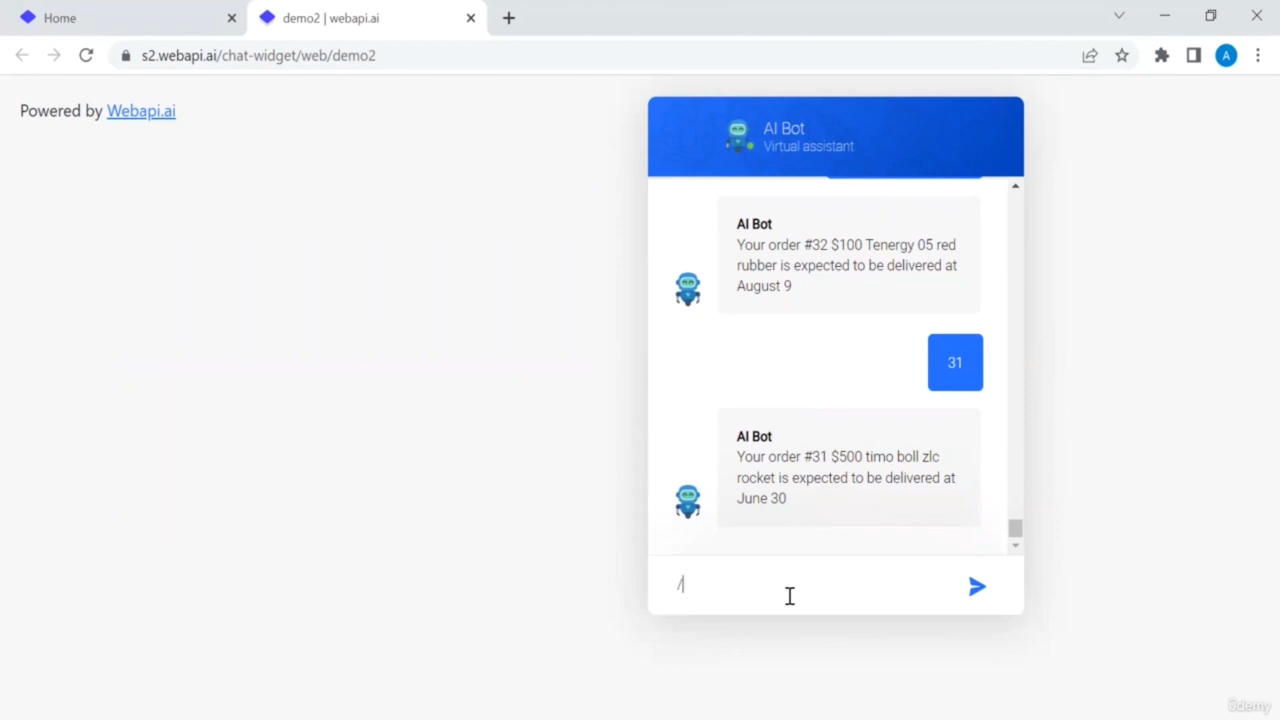 Home
demo2 | webapi.ai
s2.webapi.ai/chat-widget/web/demo2
A
Powered by Webapi.ai
AI Bot
Virtual assistant
AI Bot
Your order #32 $100 Tenergy 05 red
rubber is expected to be delivered at
August 9
31
AI Bot
Your order #31 $500 timo boll zlc
rocket is expected to be delivered at
June 30
/
ûdemy